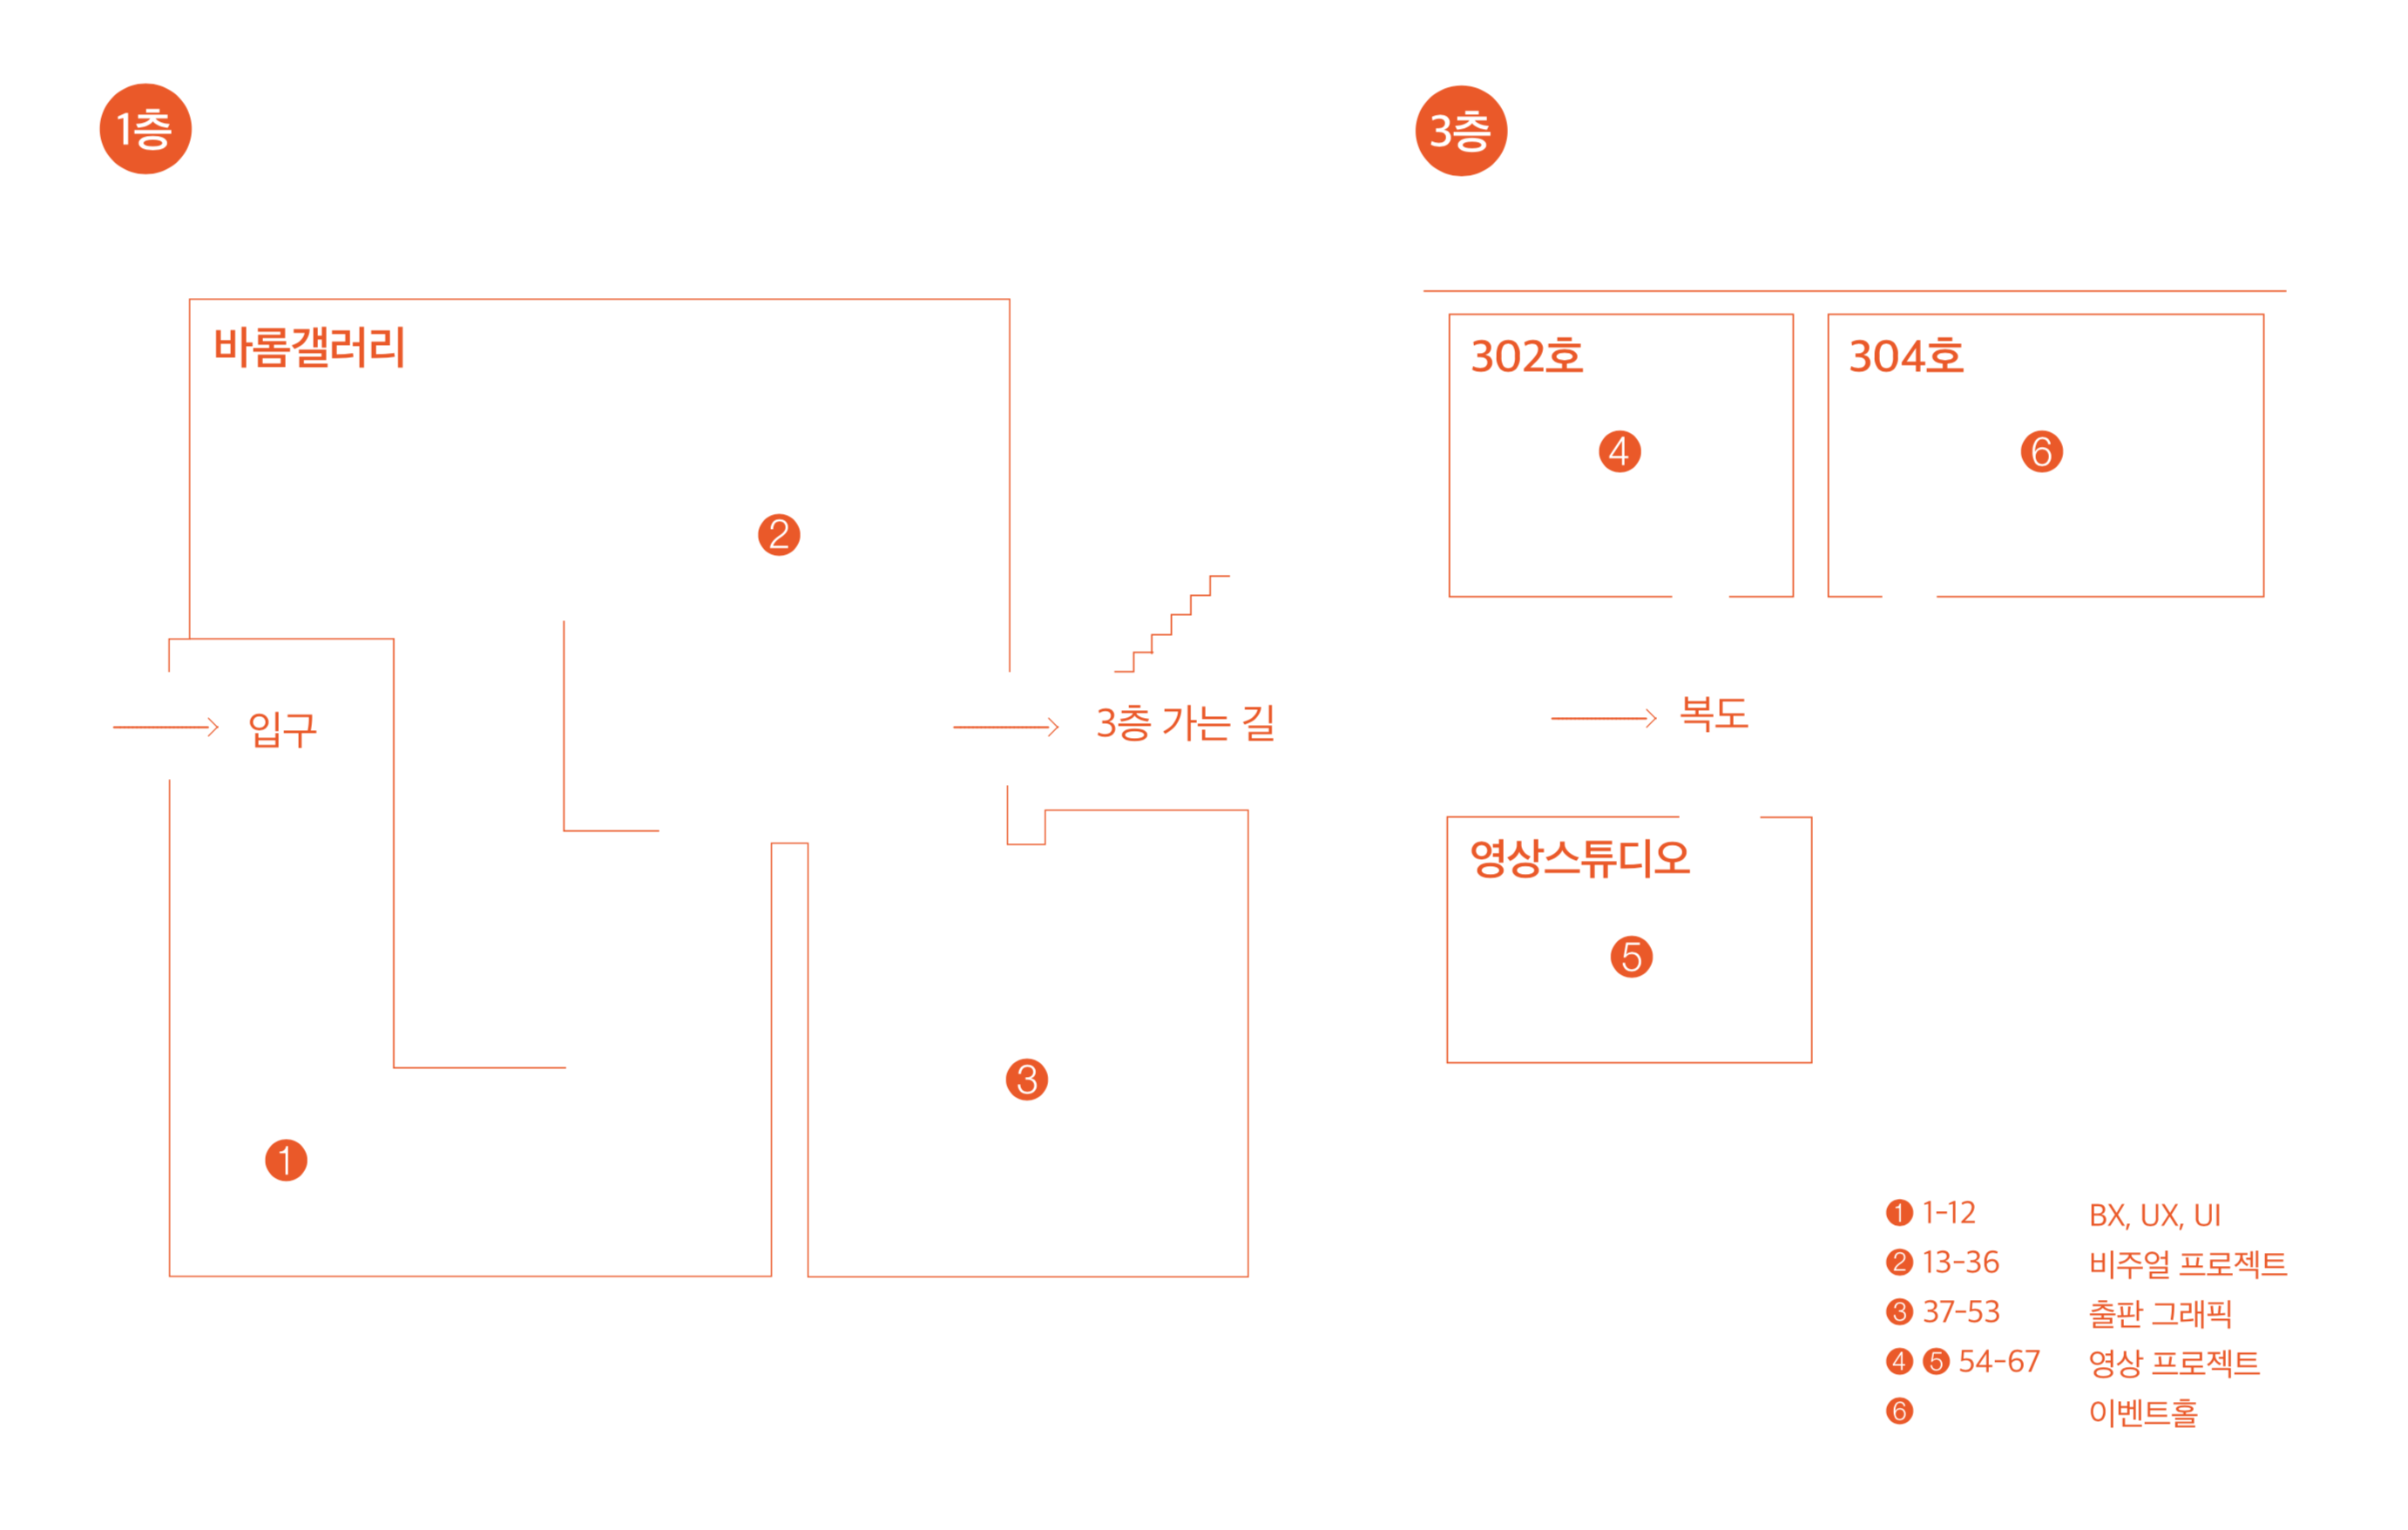 1층
바름갤러리
2
입구
3층 가는 길
3
1
3층
302호
4
304호
6
복도
영상스튜디오
5
1 1-12 BX, UX, UI
2 13-36 비주얼 프로젝트
3 37-53 출판 그래픽
4 5 54-67 영상 프로젝트
6 이벤트홀